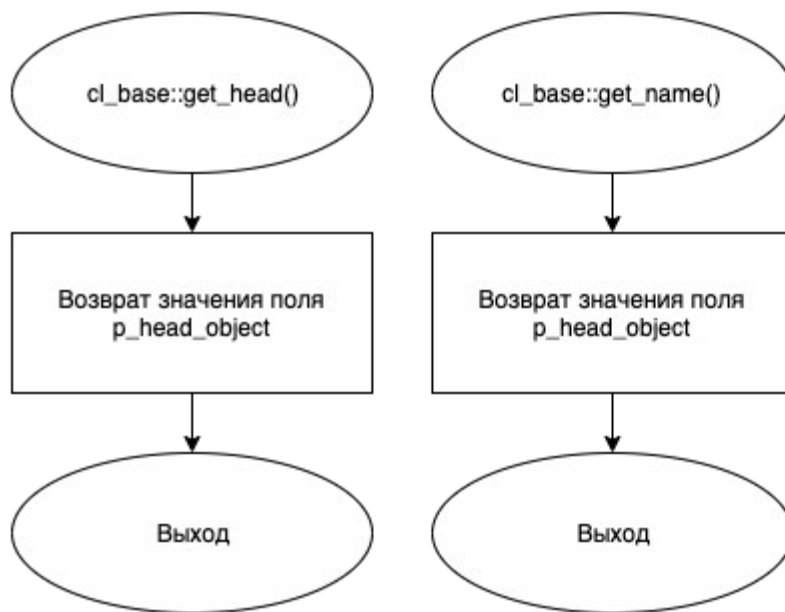 cl_base::get_head()
Возврат значения поля
p_head_object
Выход
cl_base::get_name()
Возврат значения поля
p_head_object
Выход